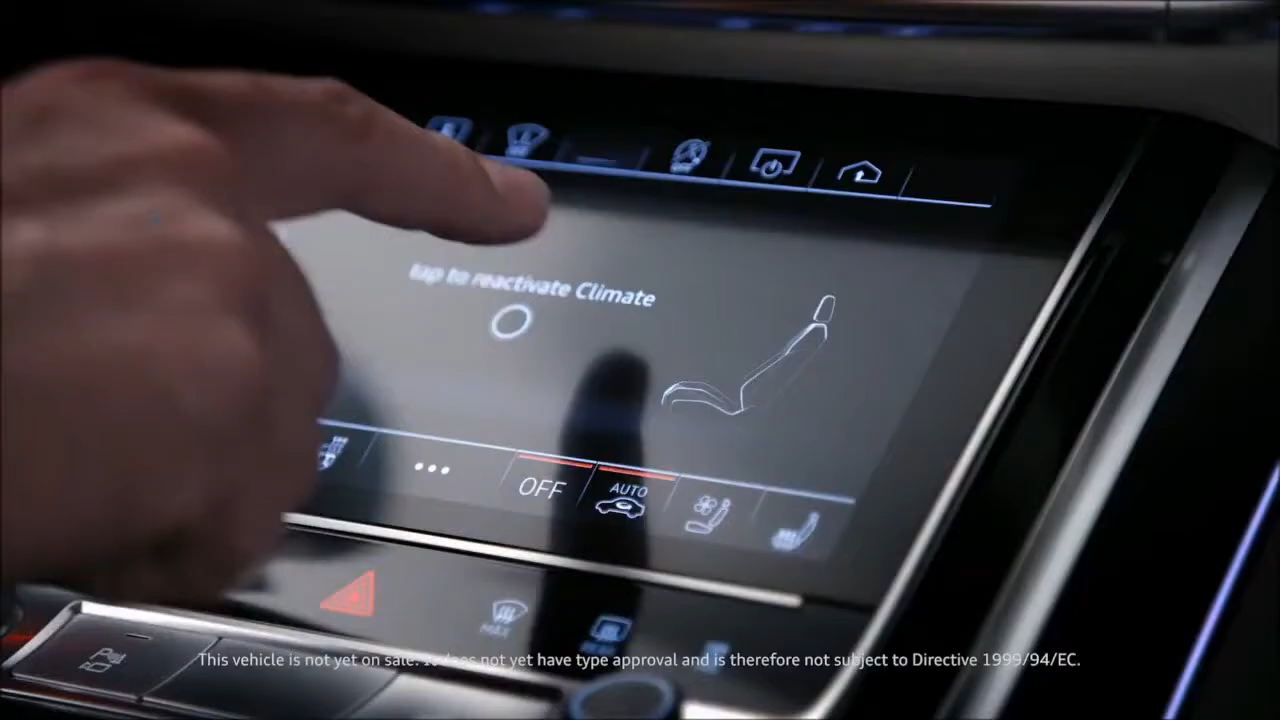 tap to reactivate Climate
OFF
AUTO
MAX
This vehicle is not yet on sale. It does not yet have type approval and is therefore not subject to Directive 1999/94/EC.